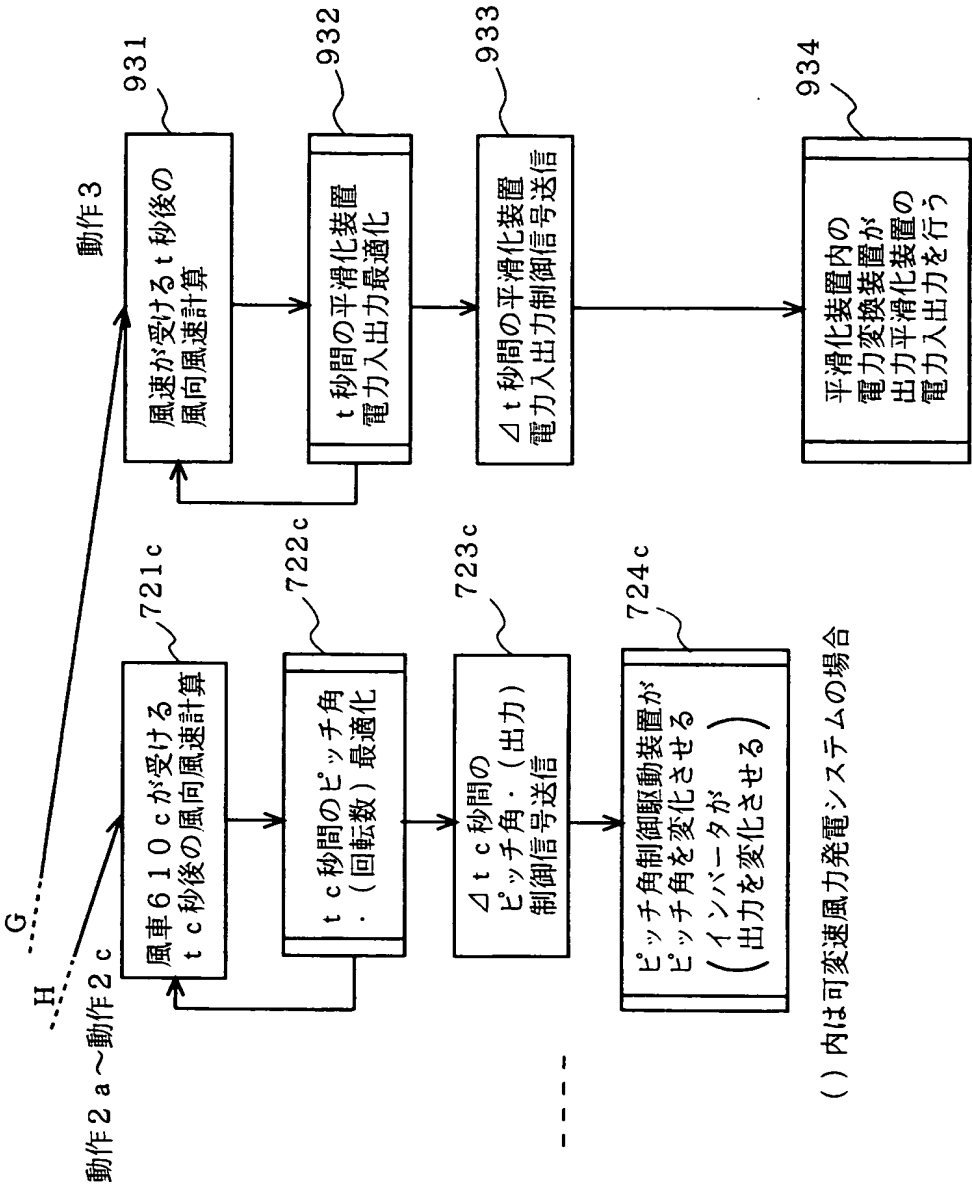 G
H
動作2a～動作2c
風車610cが受ける
tc秒後の風向風速計算
721c
tc秒間のピッチ角
・(回転数)最適化
722c
⊿tc秒間の
ピッチ角・(出力)
制御信号送信
723c
ピッチ角制御駆動装置が
ピッチ角を変化させる
(インバータが
出力を変化させる)
724c
動作3
風速が受けるt秒後の
風向風速計算
931
t秒間の平滑化装置
電力入出力最適化
932
⊿t秒間の平滑化装置
電力入出力制御信号送信
933
平滑化装置内の
電力変換装置が
出力平滑化装置の
電力入出力を行う
934
()内は可変速風力発電システムの場合